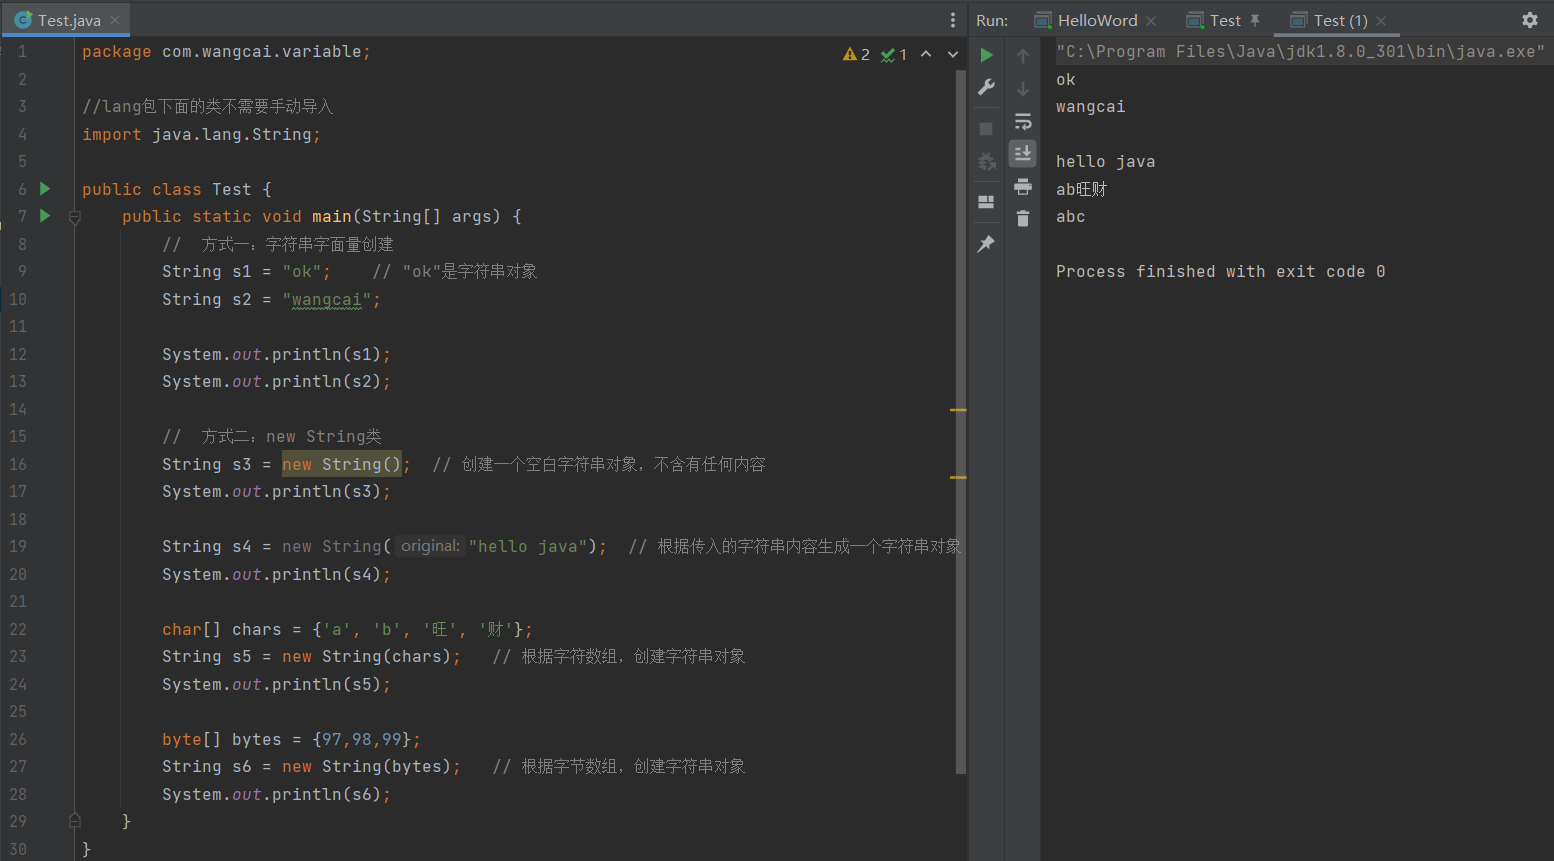 Test.java
2 1
1 package com.wangcai.variable;
2
3 //lang包下面的类不需要手动导入
4 import java.lang.String;
5
6 public class Test {
7 public static void main(String[] args) {
8 // 方式一：字符串字面量创建
9 String s1 = "ok"; // "ok"是字符串对象
10 String s2 = "wangcai";
11
12 System.out.println(s1);
13 System.out.println(s2);
14
15 // 方式二：new String类
16 String s3 = new String(); // 创建一个空白字符串对象，不含有任何内容
17 System.out.println(s3);
18
19 String s4 = new String( original: "hello java"); // 根据传入的字符串内容生成一个字符串对象
20 System.out.println(s4);
21
22 char[] chars = {'a', 'b', '旺', '财'};
23 String s5 = new String(chars); // 根据字符数组，创建字符串对象
24 System.out.println(s5);
25
26 byte[] bytes = {97,98,99};
27 String s6 = new String(bytes); // 根据字节数组，创建字符串对象
28 System.out.println(s6);
29 }
30 }
Run: HelloWord Test Test (1)
"C:\Program Files\Java\jdk1.8.0_301\bin\java.exe"
ok
wangcai
hello java
ab旺财
abc
Process finished with exit code 0